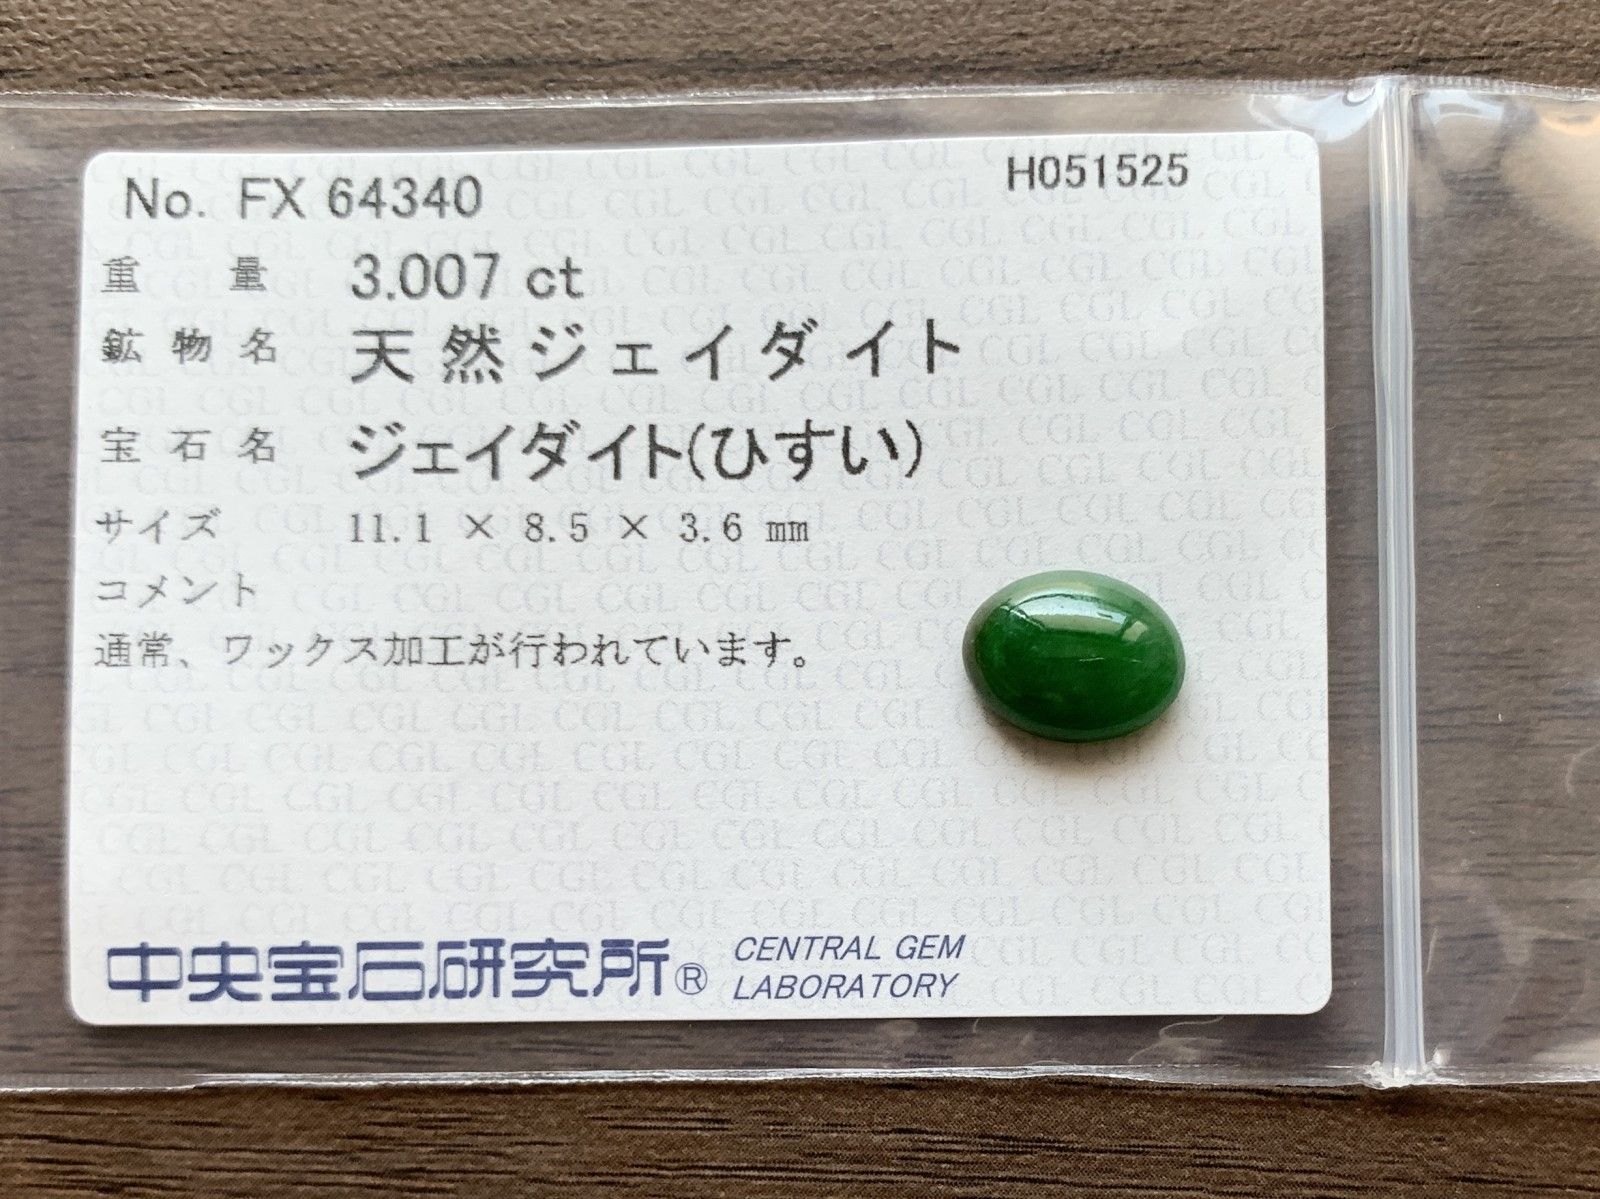 No. FX 64340
H051525
重量 3.007 ct
鉱物名 天然ジェイダイト
宝石名 ジェイダイト(ひすい)
サイズ 11.1 × 8.5 × 3.6 mm
コメント
通常、ワックス加工が行われています。
中央宝石研究所® CENTRAL GEM
LABORATORY